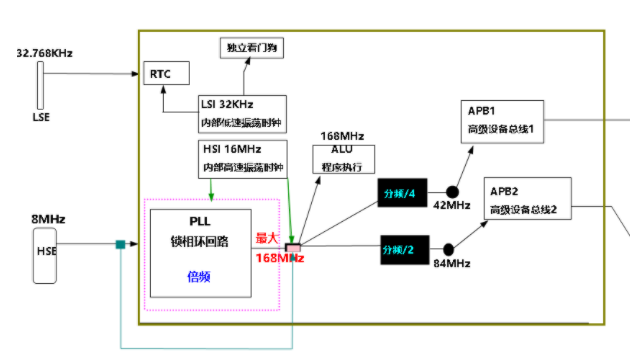 独立看门狗
32.768KHz
RTC
LSE
LSI 32KHz
内部低速振荡时钟
HSI 16MHz
内部高速振荡时钟
168MHz
ALU
程序执行
APB1
高级设备总线1
分频/4
42MHz
APB2
高级设备总线2
8MHz
HSE
PLL
锁相环回路
倍频
最大
168MHz
分频/2
84MHz